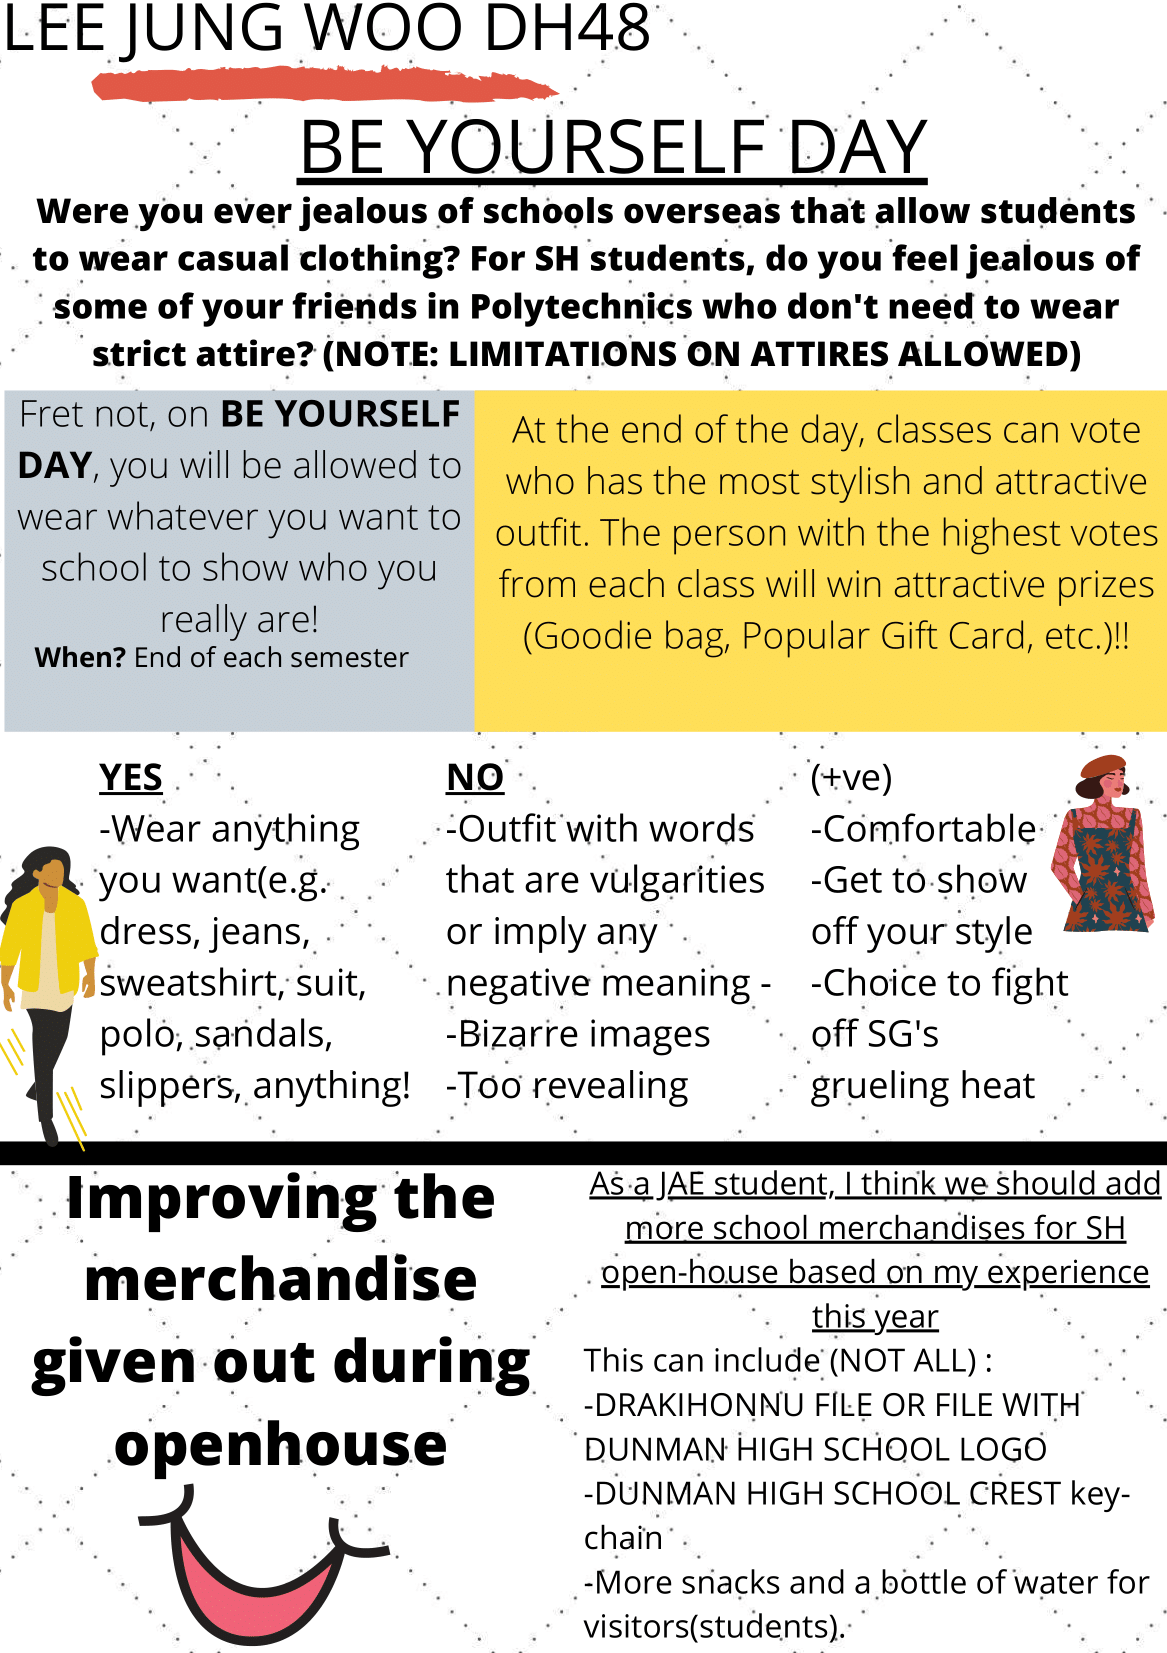 LEE JUNG WOO DH48
BE YOURSELF DAY
Were you ever jealous of schools overseas that allow students
to wear casual clothing? For SH students, do you feel jealous of
some of your friends in Polytechnics who don't need to wear
strict attire? (NOTE: LIMITATIONS ON ATTIRES ALLOWED)
Fret not, on BE YOURSELF
DAY, you will be allowed to
wear whatever you want to
school to show who you
really are!
When? End of each semester
At the end of the day, classes can vote
who has the most stylish and attractive
outfit. The person with the highest votes
from each class will win attractive prizes
(Goodie bag, Popular Gift Card, etc.)!!
YES
-Wear anything
you want(e.g.
dress, jeans,
sweatshirt, suit,
polo, sandals,
slippers, anything!
NO
-Outfit with words
that are vulgarities
or imply any
negative meaning -
-Bizarre images
-Too revealing
(+ve)
-Comfortable
-Get to show
off your style
-Choice to fight
off SG's
grueling heat
Improving the
merchandise
given out during
openhouse
As a JAE student, I think we should add
more school merchandises for SH
open-house based on my experience
this year
This can include (NOT ALL) :
-DRAKIHONNU FILE OR FILE WITH
DUNMAN HIGH SCHOOL LOGO
-DUNMAN HIGH SCHOOL CREST key-
chain
-More snacks and a bottle of water for
visitors(students).